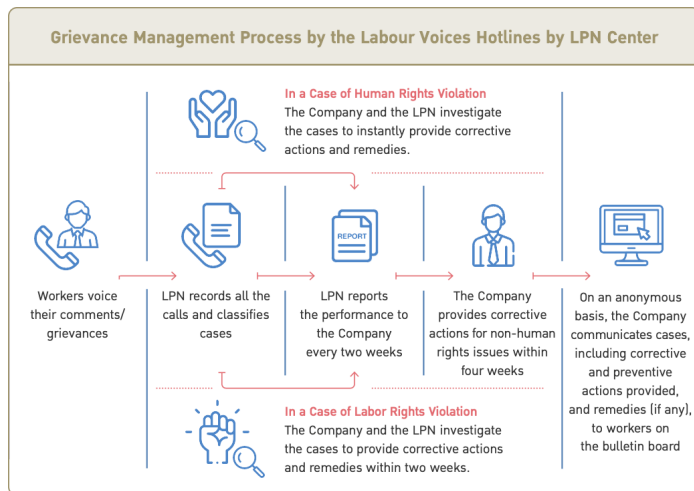 Grievance Management Process by the Labour Voices Hotlines by LPN Center
In a Case of Human Rights Violation
The Company and the LPN investigate
the cases to instantly provide corrective
actions and remedies.
REPORT
Workers voice
their comments/
grievances
LPN records all the
calls and classifies
cases
LPN reports
the performance to
the Company
every two weeks
The Company
provides corrective
actions for non-human
rights issues within
four weeks
On an anonymous
basis, the Company
communicates cases,
including corrective
and preventive
actions provided,
and remedies (if any),
to workers on
the bulletin board
In a Case of Labor Rights Violation
The Company and the LPN investigate
the cases to provide corrective actions
and remedies within two weeks.